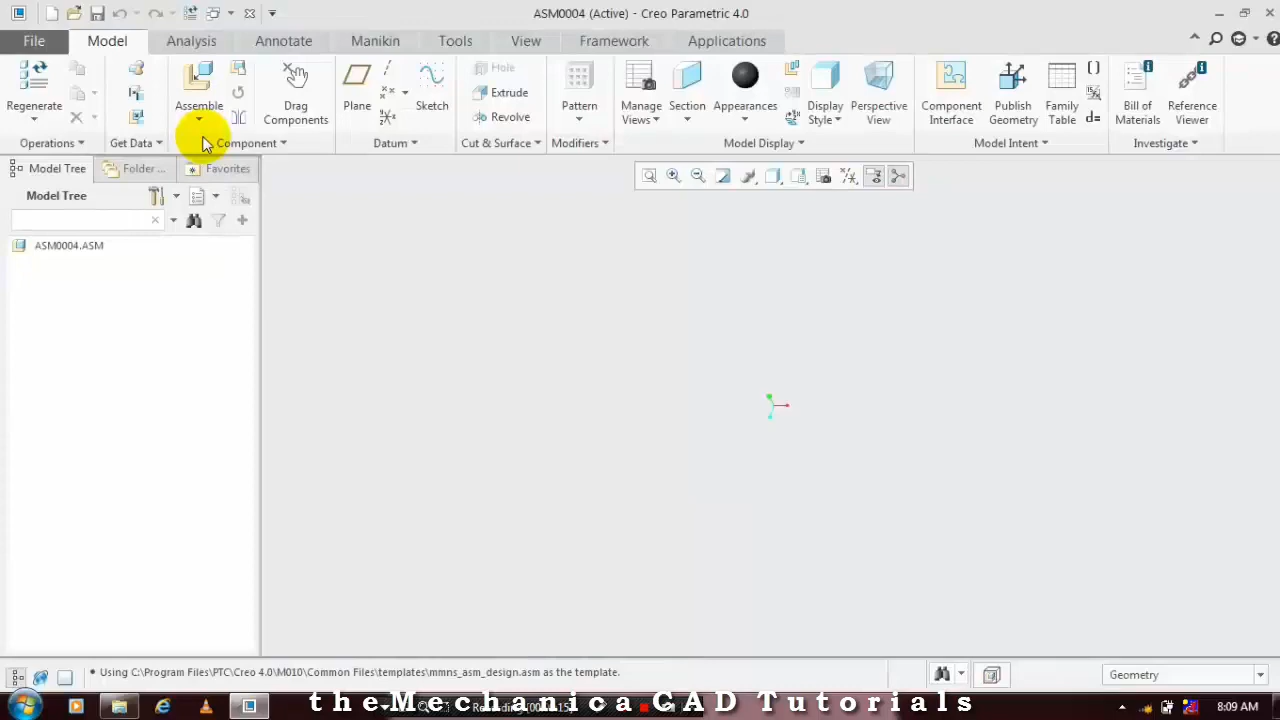 ASM0004 (Active) - Creo Parametric 4.0
File Model Analysis Annotate Manikin Tools View Framework Applications
Regenerate
Assemble
Drag Components
Plane
Sketch
Hole
Extrude
Revolve
Pattern
Manage Views
Section
Appearances
Display Style
Perspective View
Component Interface
Publish Geometry
Family Table
d=
Bill of Materials
Reference Viewer
Operations Get Data Component Datum Cut & Surface Modifiers Model Display Model Intent Investigate
Model Tree Folder ... Favorites
Model Tree
ASM0004.ASM
• Using C:\Program Files\PTC\Creo 4.0\M010\Common Files\templates\mmns_asm_design.asm as the template.
Geometry
theMechanica CAD Tutorials
8:09 AM